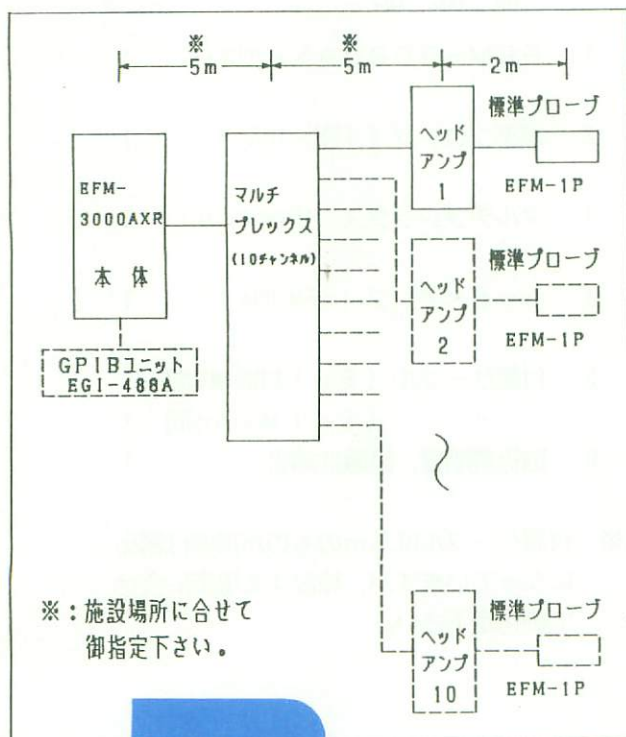 ※ ※
5m 5m 2m
EFM-
3000AXR
本体
GPIBユニット
EGI-488A
マルチ
プレックス
(10チャンネル)
ヘッド
アンプ
1
標準プローブ
EFM-1P
ヘッド
アンプ
2
標準プローブ
EFM-1P
ヘッド
アンプ
10
標準プローブ
EFM-1P
※：施設場所に合せて
御指定下さい。